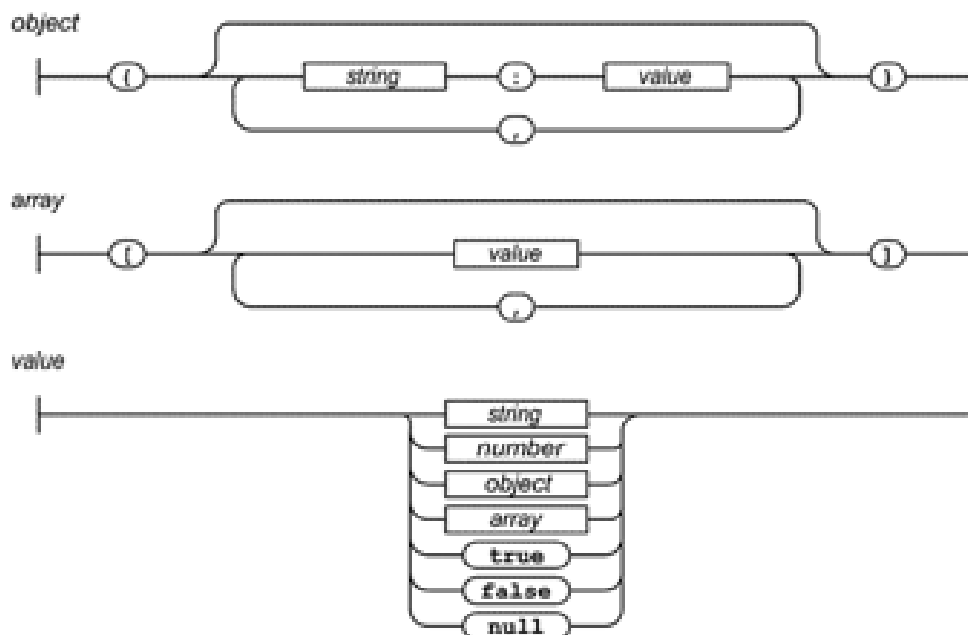 object
{ string : value }
,
array
[ value ]
,
value
string
number
object
array
true
false
null